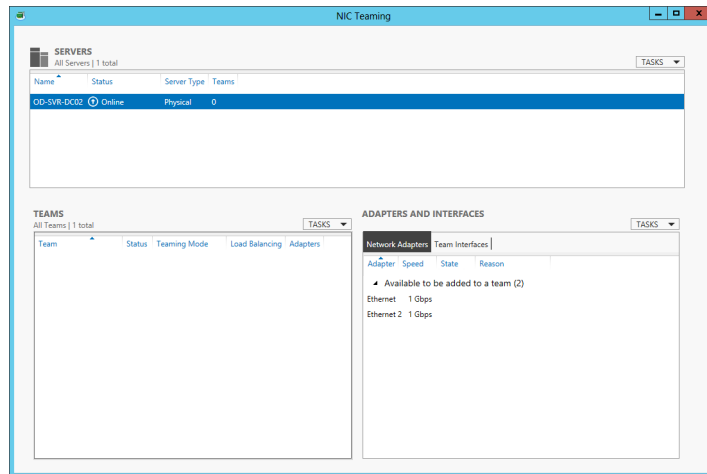 NIC Teaming
SERVERS
All Servers | 1 total
TASKS
Name Status Server Type Teams
OD-SVR-DC02 Online Physical 0
TEAMS
All Teams | 1 total
TASKS
Team Status Teaming Mode Load Balancing Adapters
ADAPTERS AND INTERFACES
TASKS
Network Adapters Team Interfaces
Adapter Speed State Reason
Available to be added to a team (2)
Ethernet 1 Gbps
Ethernet 2 1 Gbps